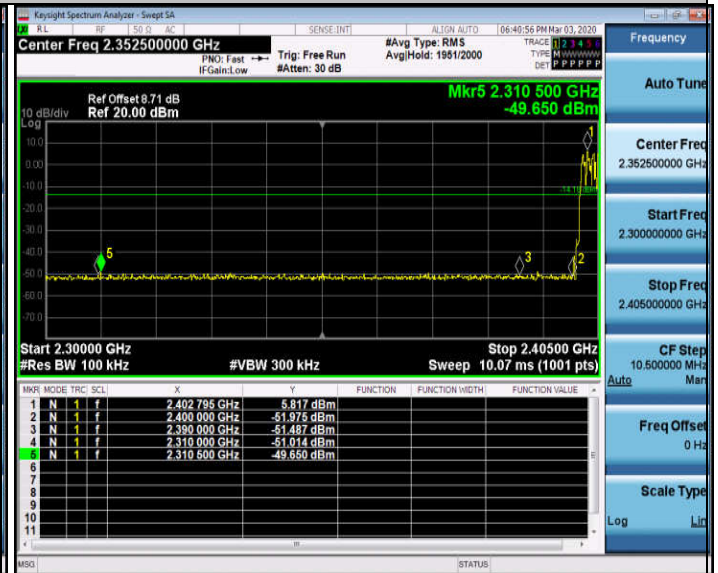 Keysight Spectrum Analyzer - Swept SA
RL RF 50 Ω AC SENSE:INT ALIGN AUTO 06:40:56 PM Mar 03, 2020
Center Freq 2.352500000 GHz
PNO: Fast
IFGain:Low
Trig: Free Run
#Atten: 30 dB
#Avg Type: RMS
Avg|Hold: 1951/2000
TRACE 1 2 3 4 5 6
TYPE M WWWWW
DET P P P P P P
Ref Offset 8.71 dB
10 dB/div Ref 20.00 dBm
Log
Mkr5 2.310 500 GHz
-49.650 dBm
10.0
0.00
-10.0
-20.0
-30.0
-40.0
-50.0
-60.0
-70.0
1
5
3
2
Start 2.30000 GHz Stop 2.40500 GHz
#Res BW 100 kHz #VBW 300 kHz Sweep 10.07 ms (1001 pts)
MKR MODE TRC SCL X Y FUNCTION FUNCTION WIDTH FUNCTION VALUE
1 N 1 f 2.402 795 GHz 5.817 dBm
2 N 1 f 2.400 000 GHz -51.975 dBm
3 N 1 f 2.390 000 GHz -51.487 dBm
4 N 1 f 2.310 000 GHz -51.014 dBm
5 N 1 f 2.310 500 GHz -49.650 dBm
6
7
8
9
10
11
MSG STATUS
Frequency
Auto Tune
Center Freq
2.352500000 GHz
Start Freq
2.300000000 GHz
Stop Freq
2.405000000 GHz
CF Step
10.500000 MHz
Auto Man
Freq Offset
0 Hz
Scale Type
Log Lin